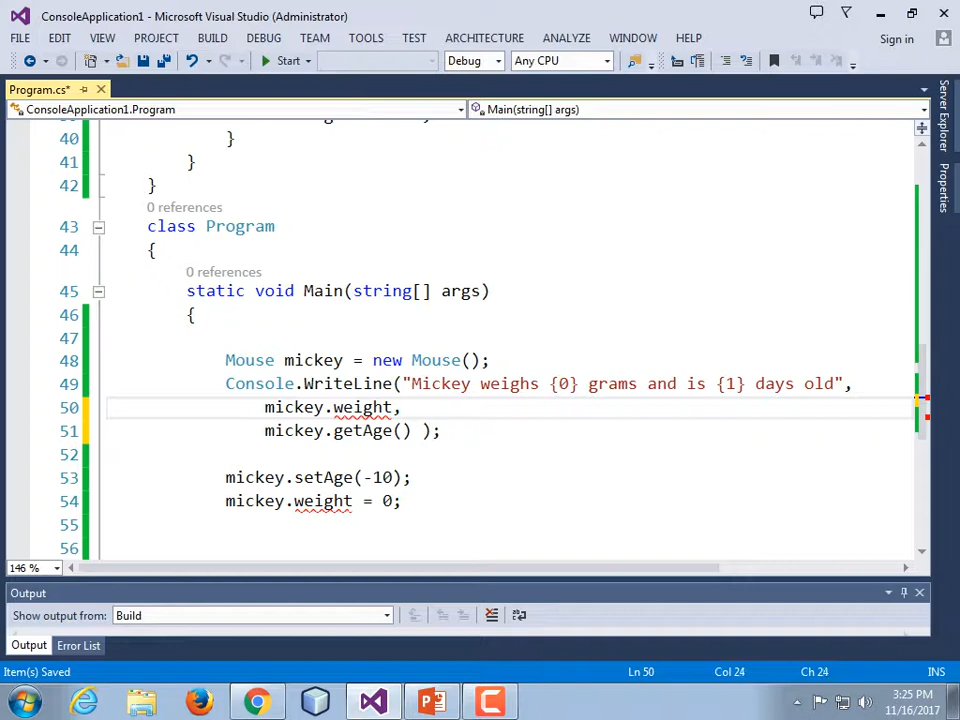 ConsoleApplication1 - Microsoft Visual Studio (Administrator)
FILE EDIT VIEW PROJECT BUILD DEBUG TEAM TOOLS TEST ARCHITECTURE ANALYZE WINDOW HELP Sign in
Start Debug Any CPU
Program.cs*
ConsoleApplication1.Program Main(string[] args)
Server Explorer
Properties
40 }
41 }
42 }
0 references
43 class Program
44 {
0 references
45 static void Main(string[] args)
46 {
47
48 Mouse mickey = new Mouse();
49 Console.WriteLine("Mickey weighs {0} grams and is {1} days old",
50 mickey.weight,
51 mickey.getAge() );
52
53 mickey.setAge(-10);
54 mickey.weight = 0;
55
56
146 %
Output
Show output from: Build
Output Error List
Item(s) Saved Ln 50 Col 24 Ch 24 INS
3:25 PM
11/16/2017